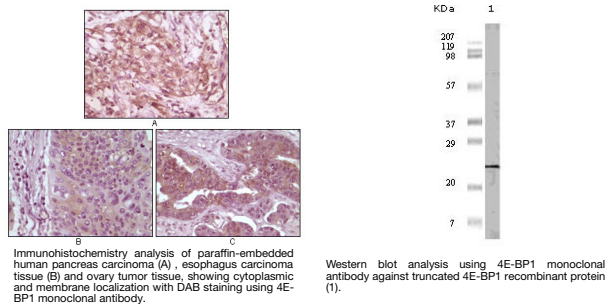 A
B
C
Immunohistochemistry analysis of paraffin-embedded
human pancreas carcinoma (A) , esophagus carcinoma
tissue (B) and ovary tumor tissue, showing cytoplasmic
and membrane localization with DAB staining using 4E-
BP1 monoclonal antibody.
KDa 1
207
119
98
57
37
29
20
7
Western blot analysis using 4E-BP1 monoclonal
antibody against truncated 4E-BP1 recombinant protein
(1).